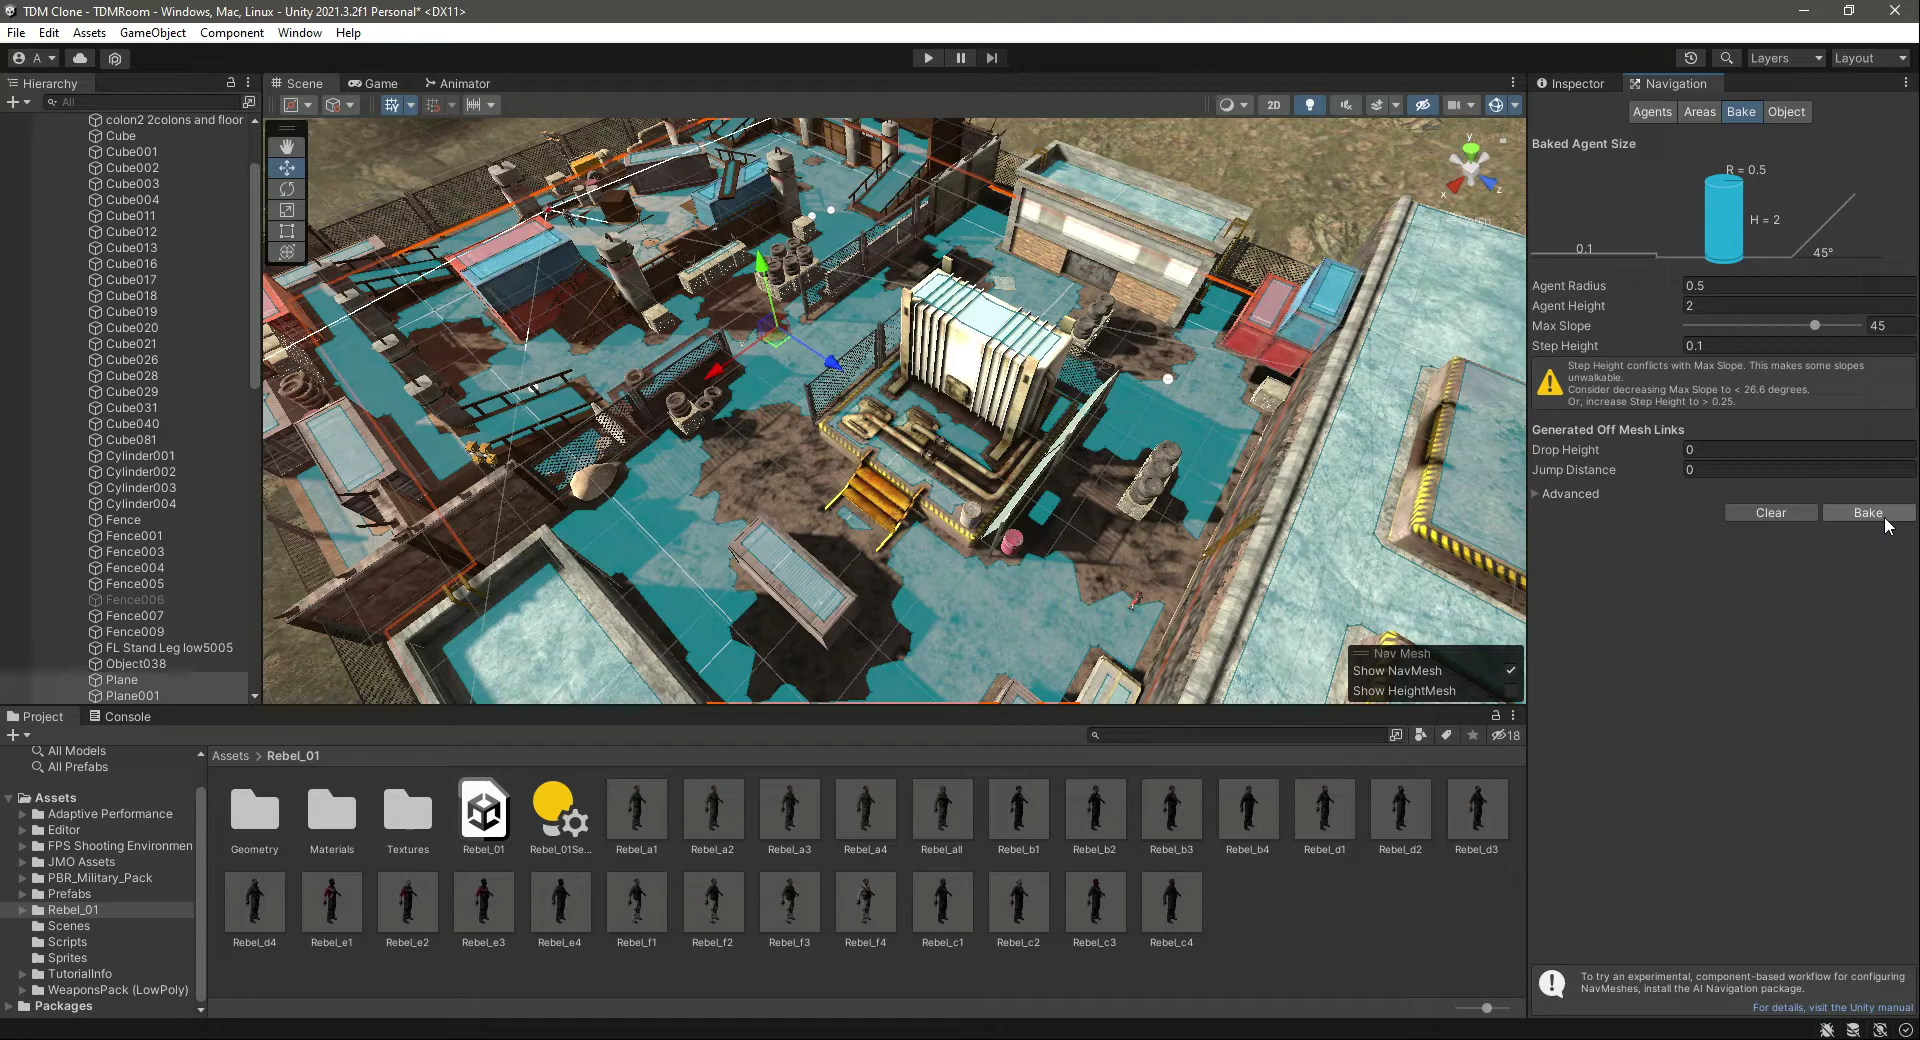 TDM Clone - TDMRoom - Windows, Mac, Linux - Unity 2021.3.2f1 Personal* <DX11>
File Edit Assets GameObject Component Window Help
A
Layers Layout
Hierarchy
All
colon2 2colons and floor
Cube
Cube001
Cube002
Cube003
Cube004
Cube011
Cube012
Cube013
Cube016
Cube017
Cube018
Cube019
Cube020
Cube021
Cube026
Cube028
Cube029
Cube031
Cube040
Cube081
Cylinder001
Cylinder002
Cylinder003
Cylinder004
Fence
Fence001
Fence003
Fence004
Fence005
Fence006
Fence007
Fence009
FL Stand Leg low5005
Object038
Plane
Plane001
Scene Game Animator
2D
y
x
z
Nav Mesh
Show NavMesh
Show HeightMesh
Inspector Navigation
Agents Areas Bake Object
Baked Agent Size
R = 0.5
H = 2
0.1
45°
Agent Radius 0.5
Agent Height 2
Max Slope 45
Step Height 0.1
Step Height conflicts with Max Slope. This makes some slopes
unwalkable.
Consider decreasing Max Slope to < 26.6 degrees.
Or, increase Step Height to > 0.25.
Generated Off Mesh Links
Drop Height 0
Jump Distance 0
Advanced
Clear Bake
To try an experimental, component-based workflow for configuring
NavMeshes, install the AI Navigation package.
For details, visit the Unity manual
Project Console
18
All Models
All Prefabs
Assets
Adaptive Performance
Editor
FPS Shooting Environmen
JMO Assets
PBR_Military_Pack
Prefabs
Rebel_01
Scenes
Scripts
Sprites
TutorialInfo
WeaponsPack (LowPoly)
Packages
Assets > Rebel_01
Geometry Materials Textures Rebel_01 Rebel_01Se... Rebel_a1 Rebel_a2 Rebel_a3 Rebel_a4 Rebel_all Rebel_b1 Rebel_b2 Rebel_b3 Rebel_b4 Rebel_d1 Rebel_d2 Rebel_d3
Rebel_d4 Rebel_e1 Rebel_e2 Rebel_e3 Rebel_e4 Rebel_f1 Rebel_f2 Rebel_f3 Rebel_f4 Rebel_c1 Rebel_c2 Rebel_c3 Rebel_c4